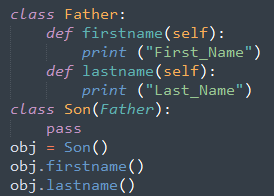 class Father:
    def firstname(self):
        print ("First_Name")
    def lastname(self):
        print ("Last_Name")
class Son(Father):
    pass
obj = Son()
obj.firstname()
obj.lastname()